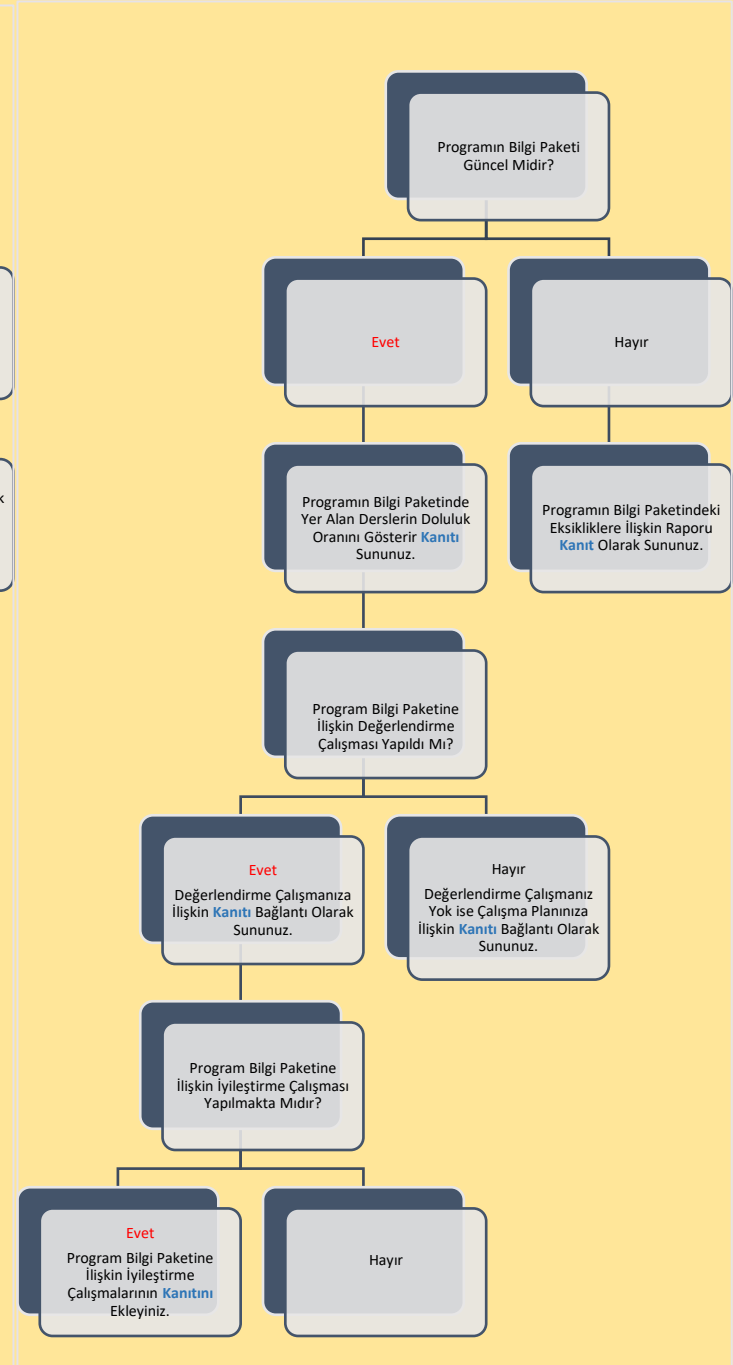 Programın Bilgi Paketi
Güncel Midir?
Evet
Hayır
k
Programın Bilgi Paketinde
Yer Alan Derslerin Doluluk
Oranını Gösterir Kanıtı
Sununuz.
Programın Bilgi Paketindeki
Eksikliklere İlişkin Raporu
Kanıt Olarak Sununuz.
Program Bilgi Paketine
İlişkin Değerlendirme
Çalışması Yapıldı Mı?
Evet
Değerlendirme Çalışmanıza
İlişkin Kanıtı Bağlantı Olarak
Sununuz.
Hayır
Değerlendirme Çalışmanız
Yok ise Çalışma Planınıza
İlişkin Kanıtı Bağlantı Olarak
Sununuz.
Program Bilgi Paketine
İlişkin İyileştirme Çalışması
Yapılmakta Mıdır?
Evet
Program Bilgi Paketine
İlişkin İyileştirme
Çalışmalarının Kanıtını
Ekleyiniz.
Hayır